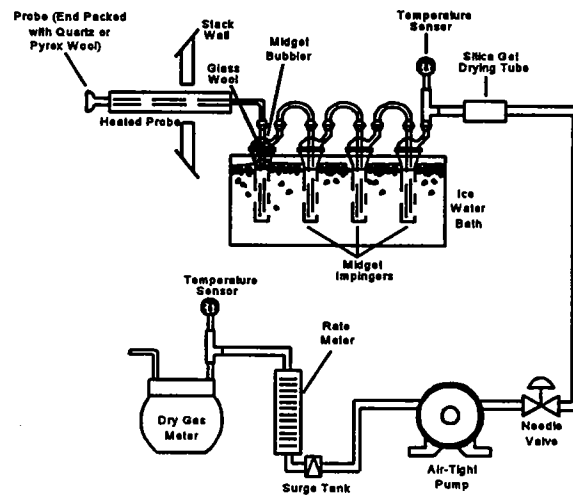 Probe (End Packed
with Quartz or
Pyrex Wool)
Stack
Wall
Glass
Wool
Midget
Bubbler
Temperature
Sensor
Silica Gel
Drying Tube
Heated Probe
Ice
Water
Bath
Midget
Impingers
Temperature
Sensor
Rate
Meter
Dry Gas
Meter
Surge Tank
Air-Tight
Pump
Needle
Valve